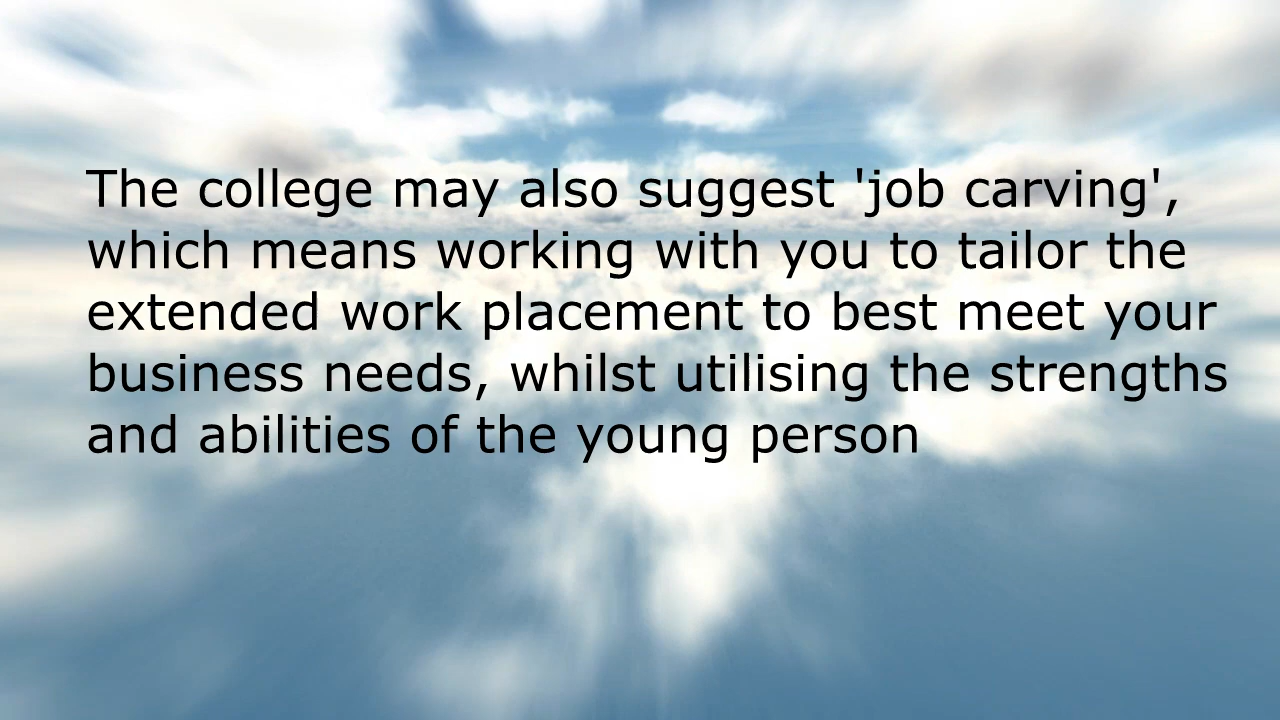 The college may also suggest 'job carving',
which means working with you to tailor the
extended work placement to best meet your
business needs, whilst utilising the strengths
and abilities of the young person